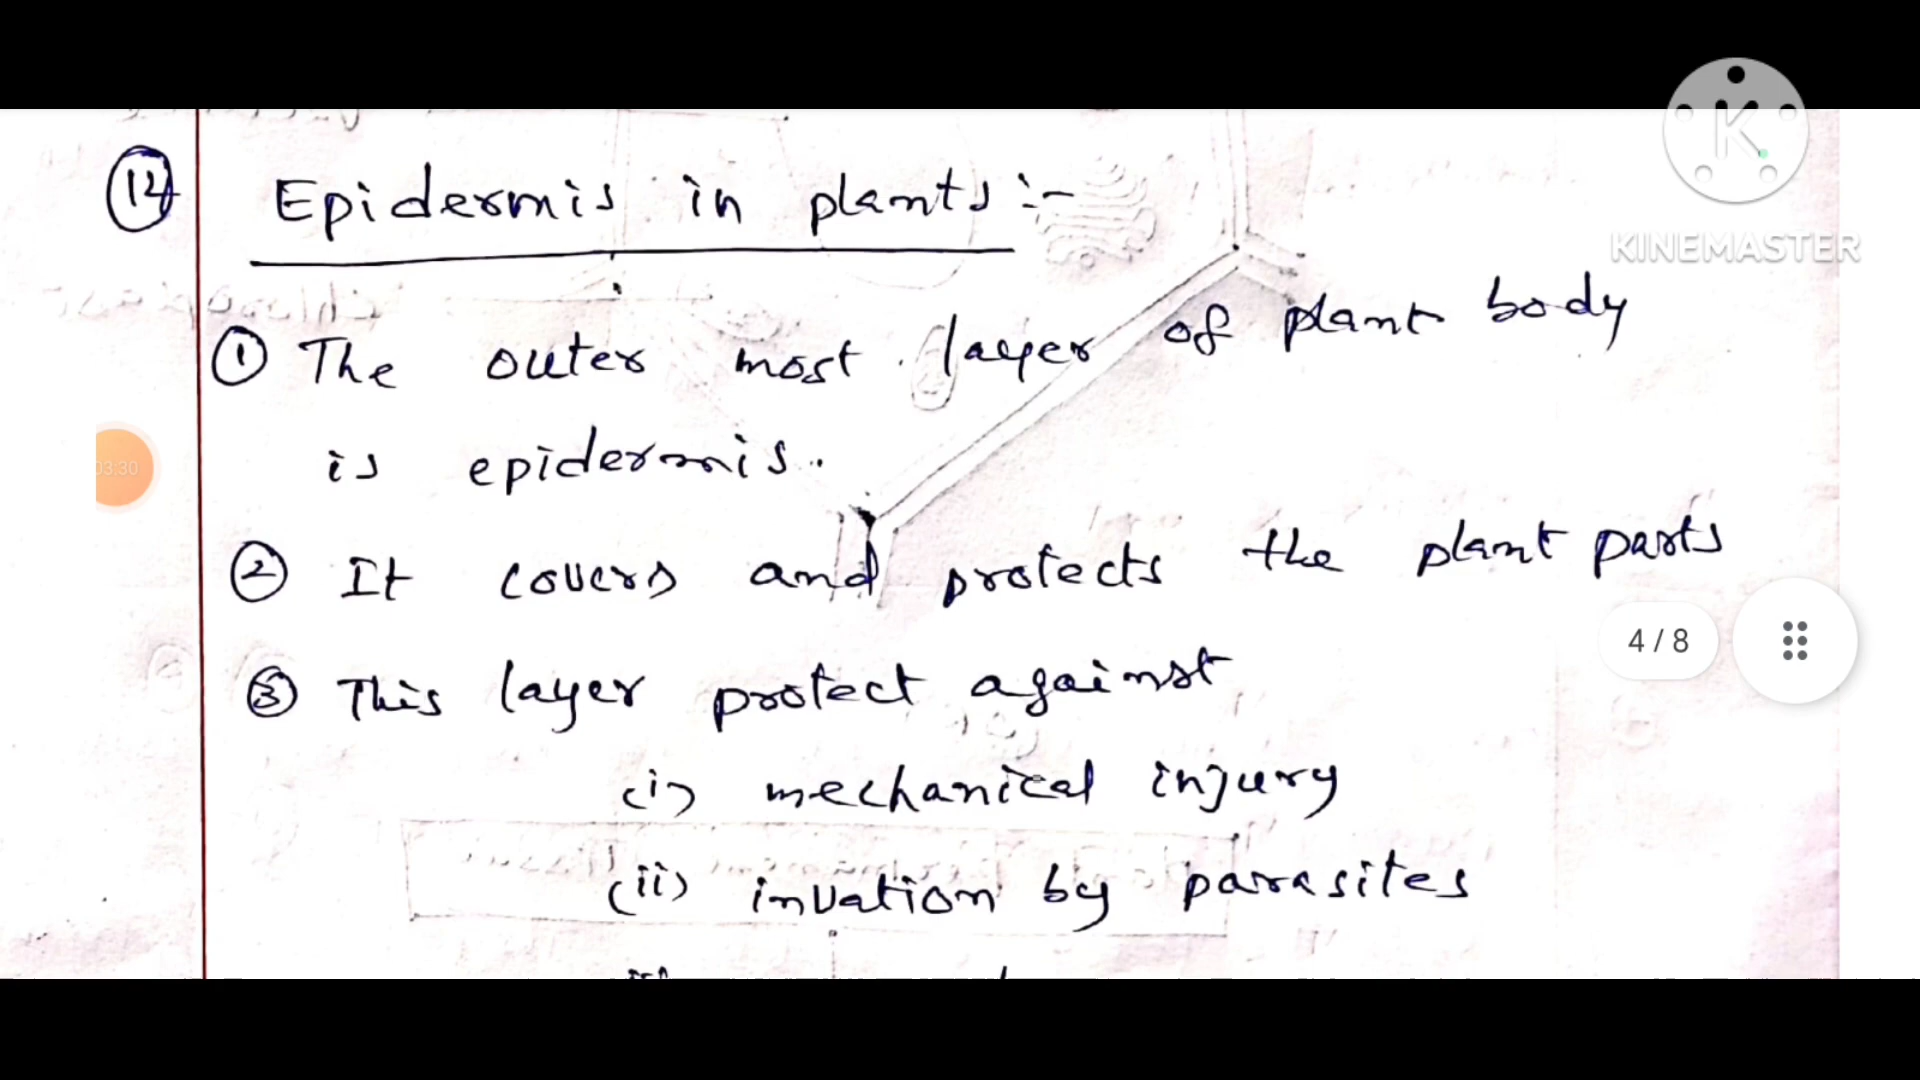 12 Epidermis in plants :-
KINEMASTER
① The outer most layer of plant body
is epidermis.
03:30
② It covers and protects the plant parts
4 / 8
③ This layer protect against
(i) mechanical injury
(ii) invation by parasites